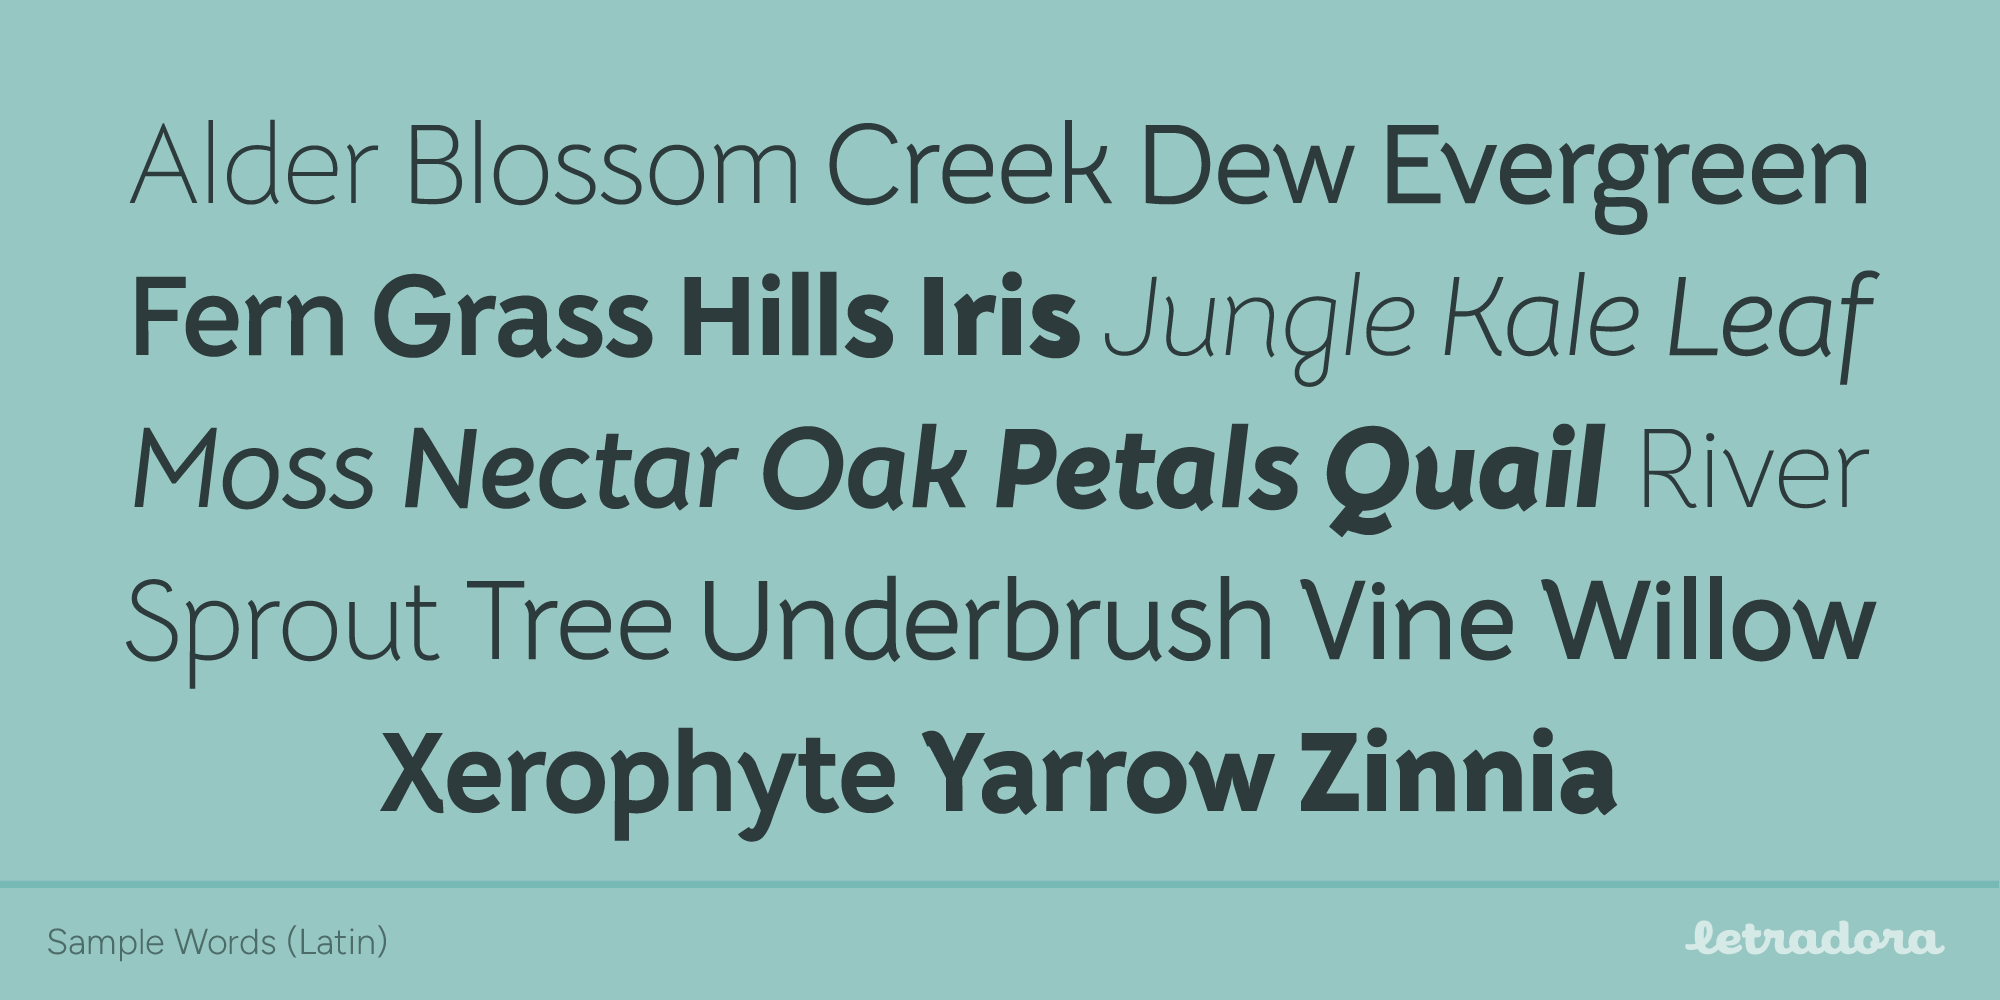 Alder Blossom Creek Dew Evergreen
Fern Grass Hills Iris Jungle Kale Leaf
Moss Nectar Oak Petals Quail River
Sprout Tree Underbrush Vine Willow
Xerophyte Yarrow Zinnia
Sample Words (Latin)
letradora